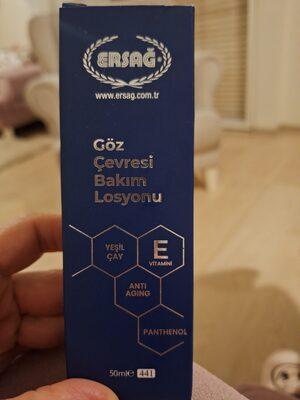 ERSAĞ
www.ersag.com.tr
Göz
Çevresi
Bakım
Losyonu
YEŞİL
ÇAY
E
VİTAMİNİ
ANTI
AGING
PANTHENOL
50ml℮ 441